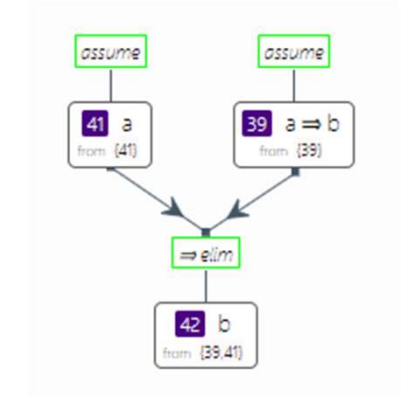 assume assume
41 a 39 a ⇒ b
from {41} from {39}
⇒ elim
42 b
from {39,41}